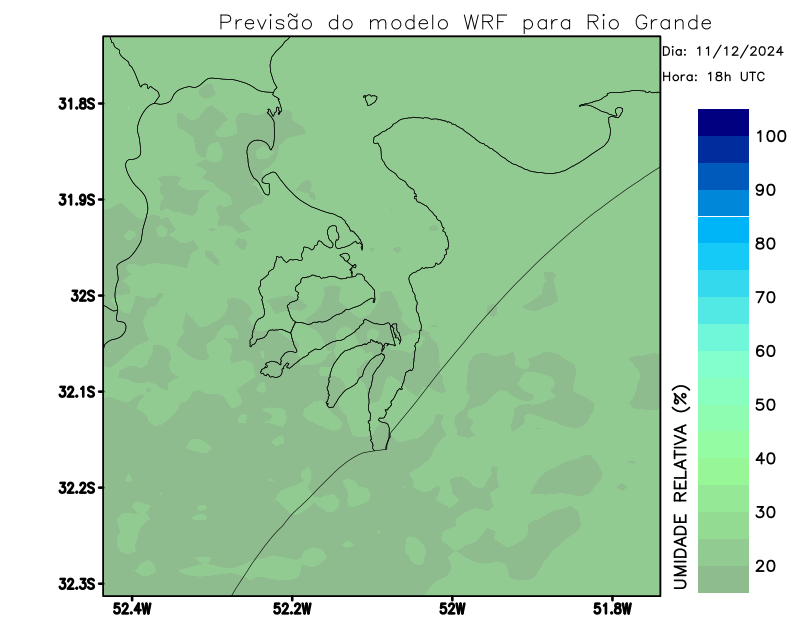 Previsão do modelo WRF para Rio Grande
Dia: 11/12/2024
Hora: 18h UTC
31.8S
31.9S
32S
32.1S
32.2S
32.3S
52.4W
52.2W
52W
51.8W
100
90
80
70
60
50
40
30
20
UMIDADE RELATIVA (%)